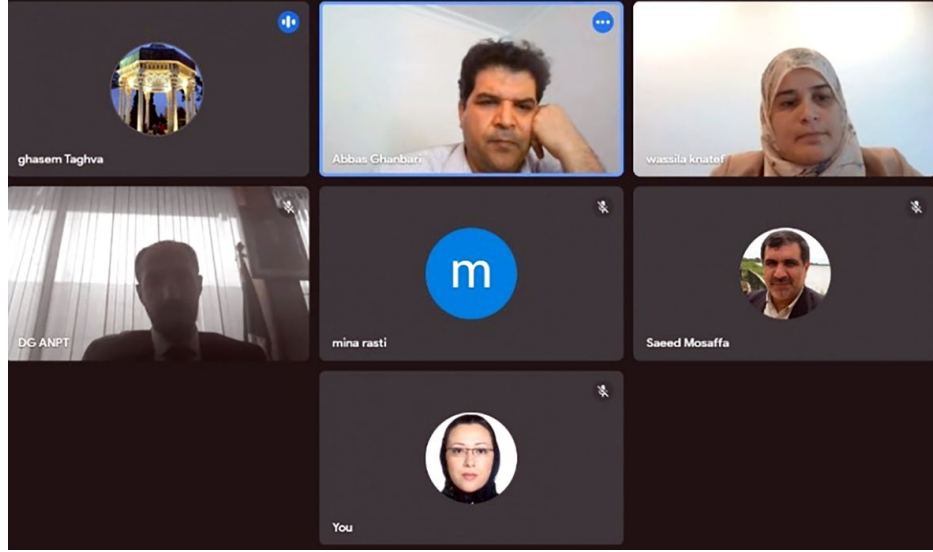 ghasem Taghva
Abbas Ghanbari
wassila knatef
DG ANPT
m
mina rasti
Saeed Mosaffa
You